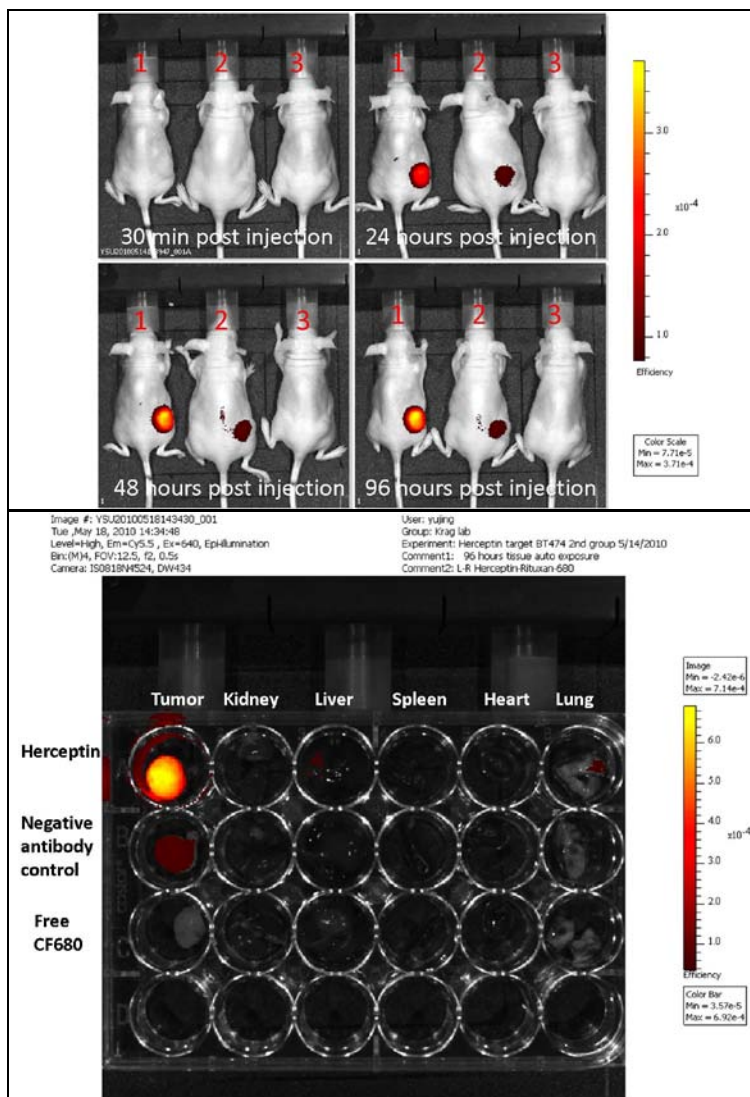 1 2 3
30 min post injection
1 2 3
24 hours post injection
1 2 3
48 hours post injection
1 2 3
96 hours post injection
3.0
x10⁻⁴
2.0
1.0
Efficiency
Color Scale
Min = 7.71e-5
Max = 3.71e-4
Image #: YSU20100518143430_001
Tue ,May 18, 2010 14:34:48
Level=High, Em=Cy5.5 , Ex=640, Epi-illumination
Bin:(M)4, FOV:12.5, f2, 0.5s
Camera: IS0818N4524, DW434
User: yujing
Group: Krag lab
Experiment: Herceptin target BT474 2nd group 5/14/2010
Comment1: 96 hours tissue auto exposure
Comment2: L-R Herceptin-Rituxan-680
Tumor Kidney Liver Spleen Heart Lung
Herceptin
Negative
antibody
control
Free
CF680
Image
Min = -2.42e-6
Max = 7.14e-4
6.0
5.0
4.0
x10⁻⁴
3.0
2.0
1.0
Efficiency
Color Bar
Min = 3.57e-5
Max = 6.92e-4